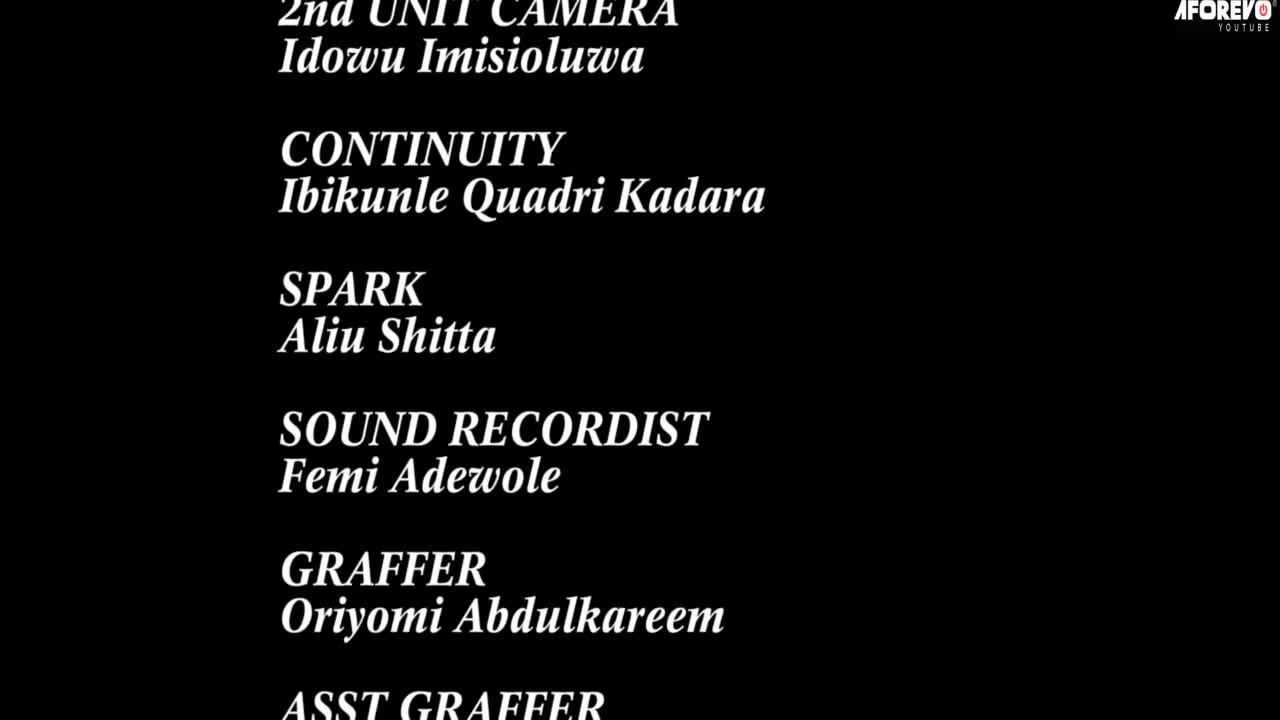 2nd UNIT CAMERA
Idowu Imisioluwa
CONTINUITY
Ibikunle Quadri Kadara
SPARK
Aliu Shitta
SOUND RECORDIST
Femi Adewole
GRAFFER
Oriyomi Abdulkareem
ASST GRAFFER
AFOREVO
YOUTUBE